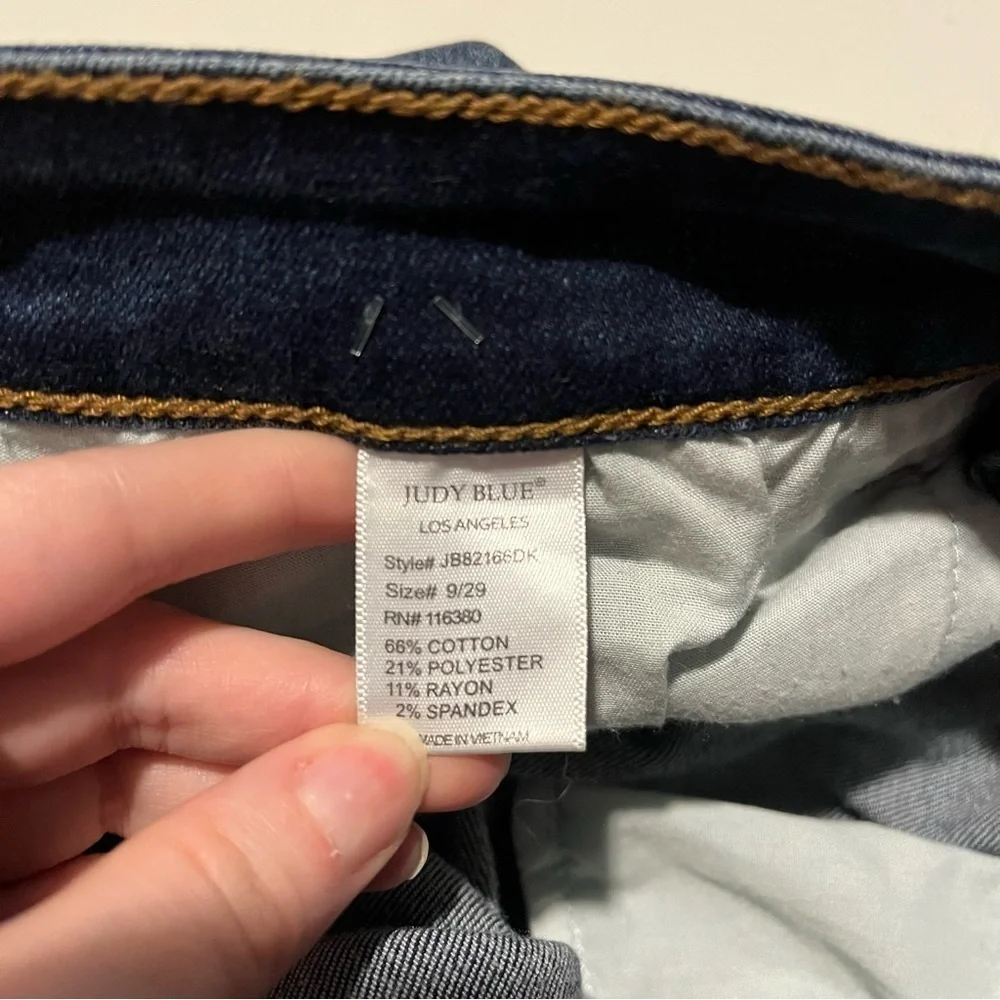 JUDY BLUE®
LOS ANGELES
Style# JB82166DK
Size# 9/29
RN# 116380
66% COTTON
21% POLYESTER
11% RAYON
2% SPANDEX
MADE IN VIETNAM